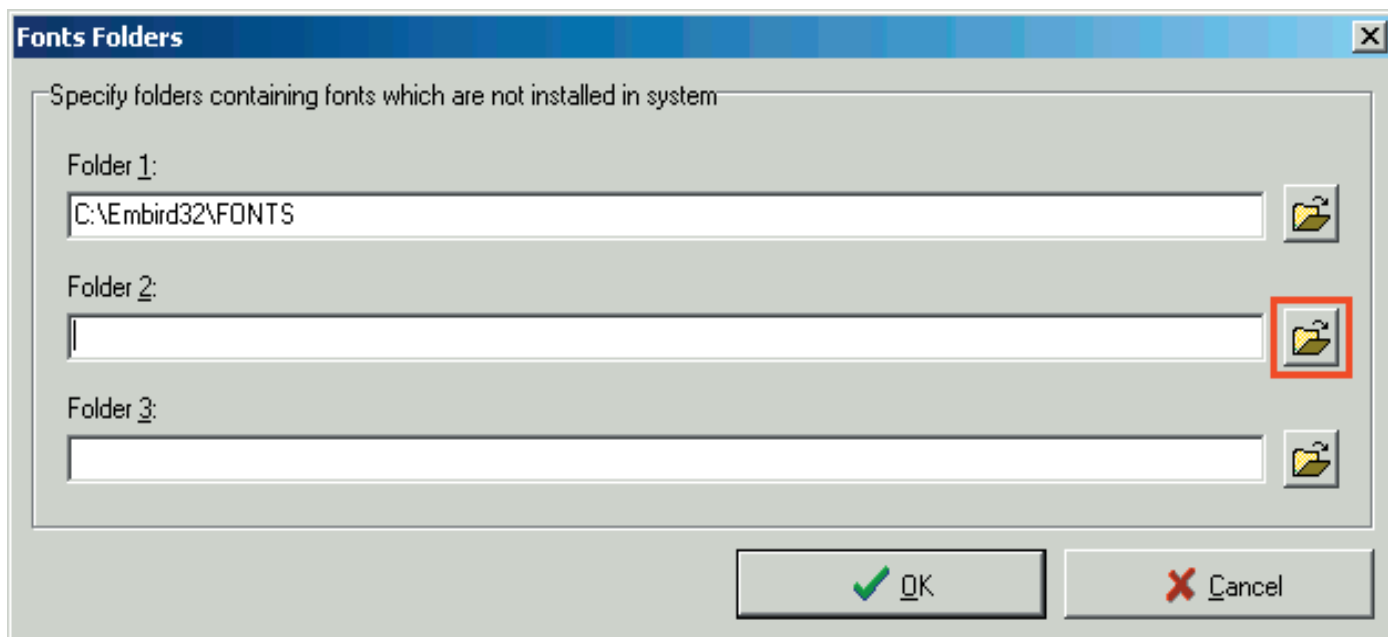 Fonts Folders
Specify folders containing fonts which are not installed in system
Folder 1:
C:\Embird32\FONTS
Folder 2:
Folder 3:
OK Cancel